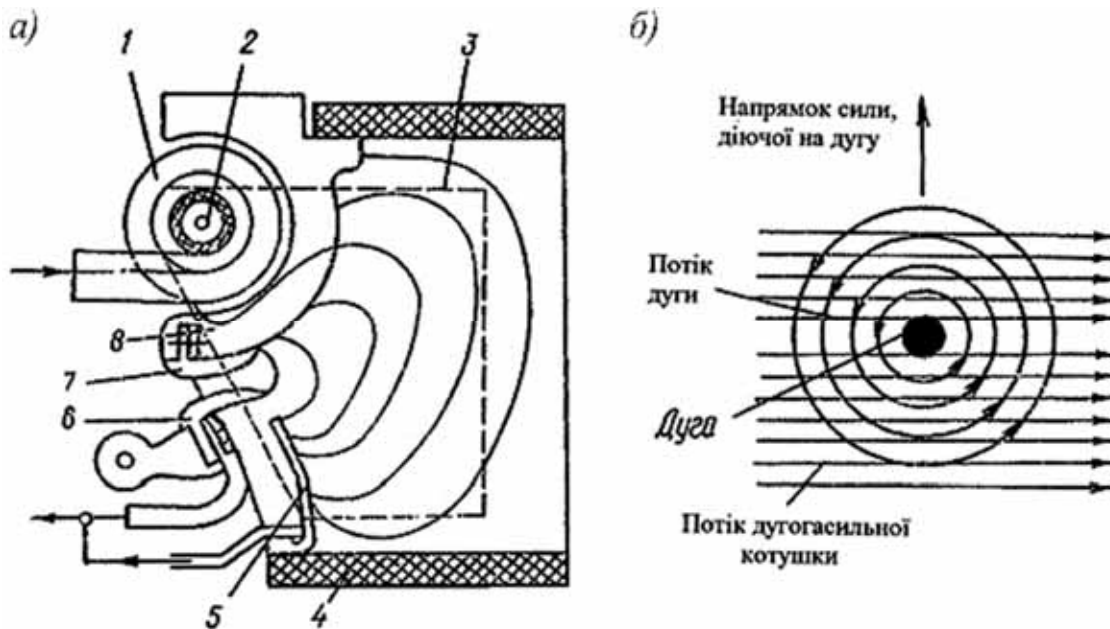 а)
1
2
3
8
7
6
5
4
б)
Напрямок сили,
діючої на дугу
Потік
дуги
Дуга
Потік дугогасильної
котушки